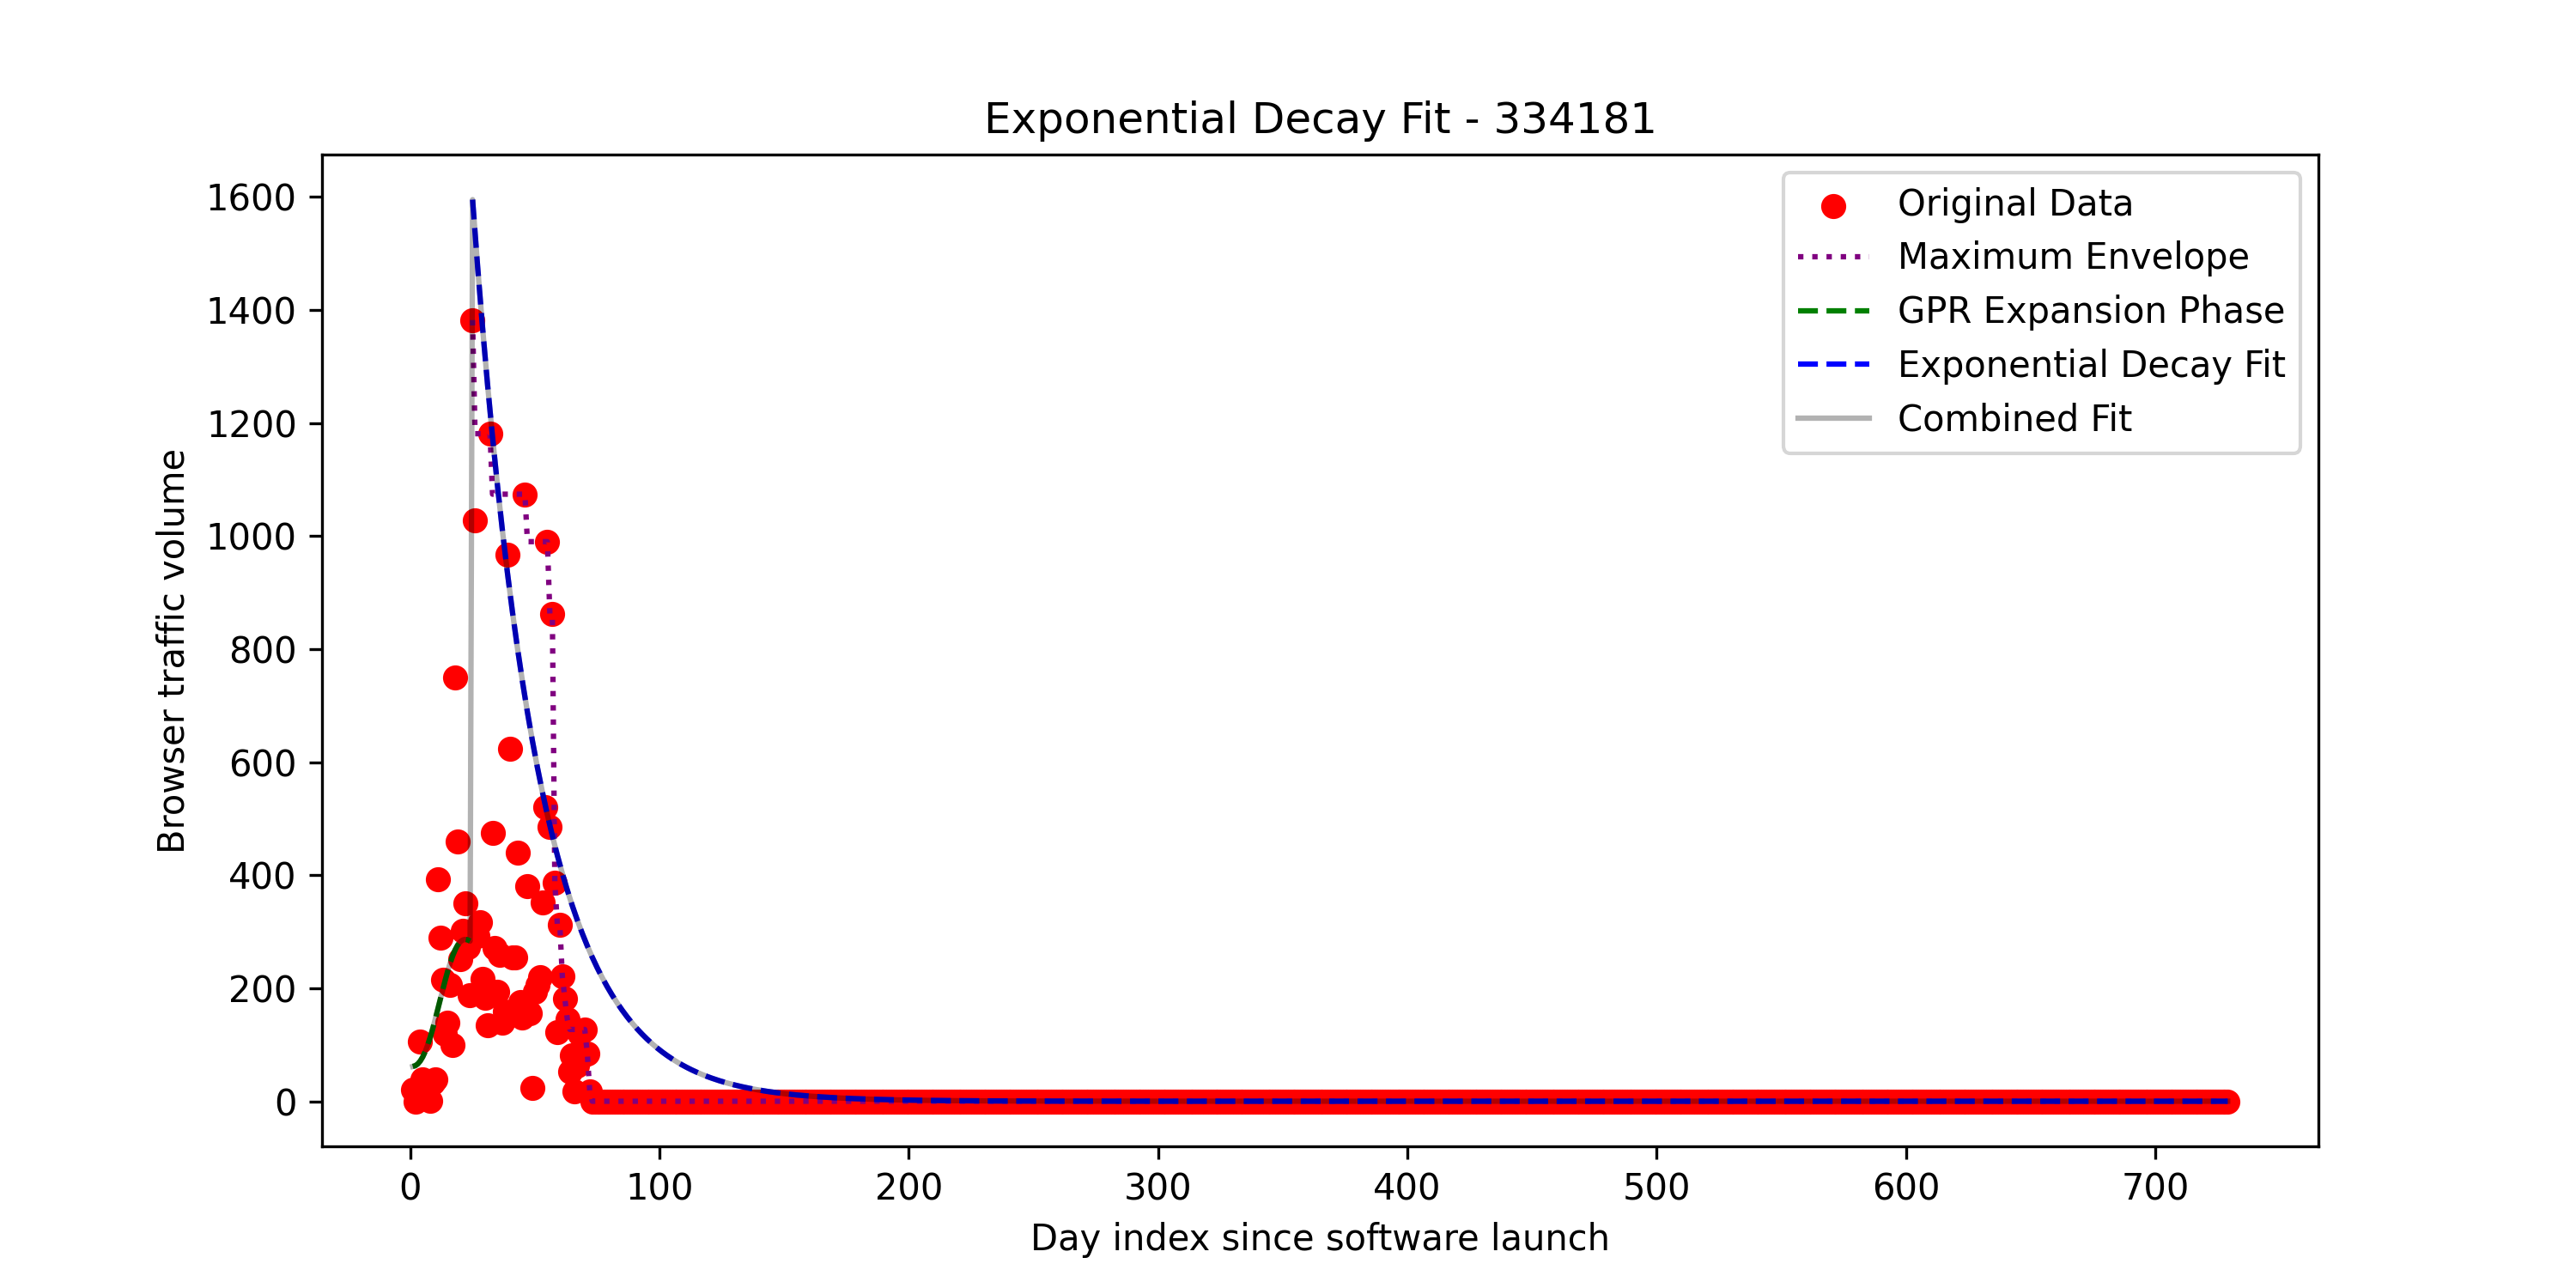 Exponential Decay Fit - 334181
Original Data
Maximum Envelope
GPR Expansion Phase
Exponential Decay Fit
Combined Fit
Browser traffic volume
1600
1400
1200
1000
800
600
400
200
0
0 100 200 300 400 500 600 700
Day index since software launch